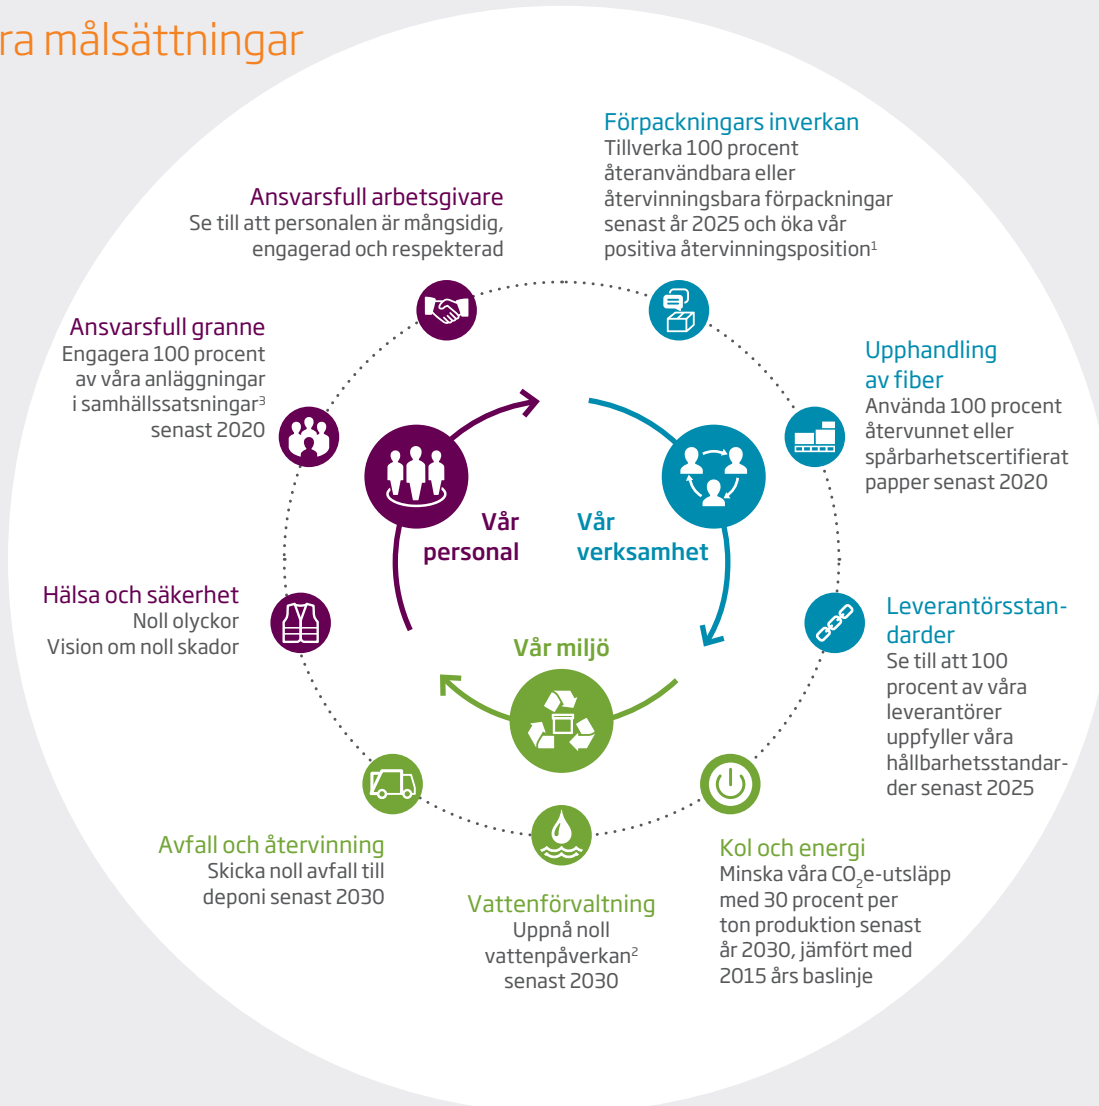 ra målsättningar
Förpackningars inverkan
Tillverka 100 procent
återanvändbara eller
återvinningsbara förpackningar
senast år 2025 och öka vår
positiva återvinningsposition¹
Ansvarsfull arbetsgivare
Se till att personalen är mångsidig,
engagerad och respekterad
Ansvarsfull granne
Engagera 100 procent
av våra anläggningar
i samhällssatsningar³
senast 2020
Upphandling
av fiber
Använda 100 procent
återvunnet eller
spårbarhetscertifierat
papper senast 2020
Vår
personal
Vår
verksamhet
Hälsa och säkerhet
Noll olyckor
Vision om noll skador
Leverantörsstan-
darder
Se till att 100
procent av våra
leverantörer
uppfyller våra
hållbarhetsstandar-
der senast 2025
Vår miljö
Avfall och återvinning
Skicka noll avfall till
deponi senast 2030
Vattenförvaltning
Uppnå noll
vattenpåverkan²
senast 2030
Kol och energi
Minska våra CO₂e-utsläpp
med 30 procent per
ton produktion senast
år 2030, jämfört med
2015 års baslinje